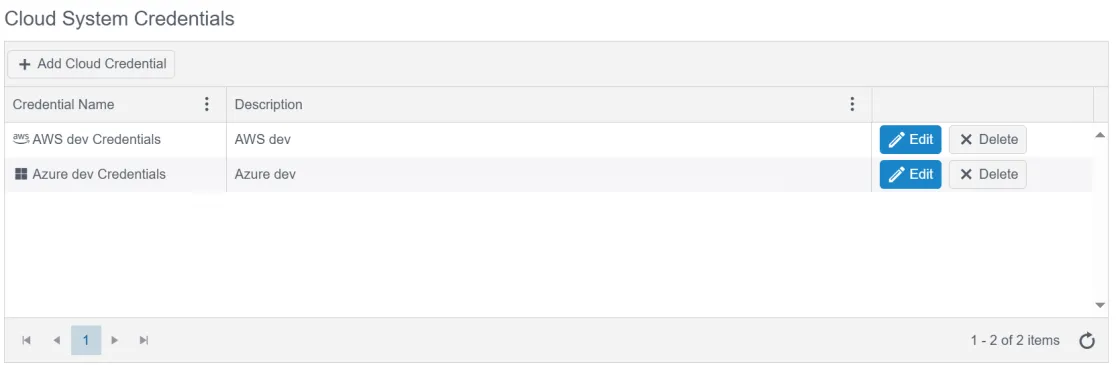 Cloud System Credentials
Add Cloud Credential
Credential Name Description
aws AWS dev Credentials AWS dev Edit Delete
Azure dev Credentials Azure dev Edit Delete
1 1 - 2 of 2 items